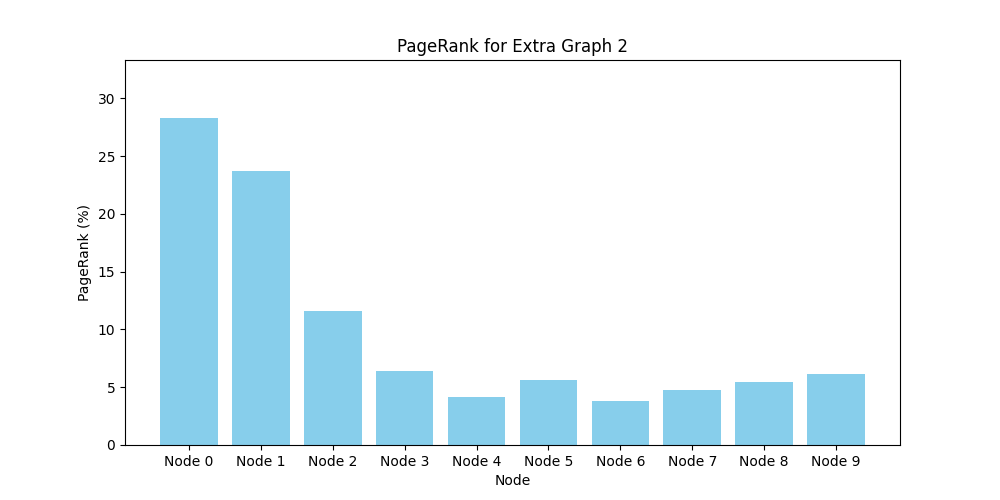 PageRank for Extra Graph 2
PageRank (%)
30
25
20
15
10
5
0
Node 0 Node 1 Node 2 Node 3 Node 4 Node 5 Node 6 Node 7 Node 8 Node 9
Node